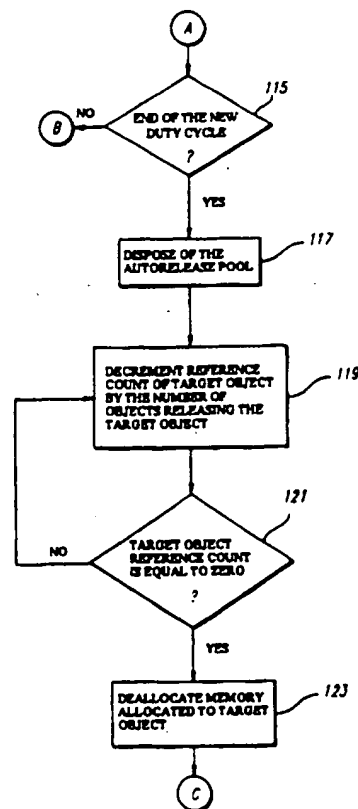 A
115
NO
B
END OF THE NEW
DUTY CYCLE
?
YES
117
DISPOSE OF THE
AUTORELEASE POOL
DECREMENT REFERENCE
COUNT OF TARGET OBJECT
BY THE NUMBER OF
OBJECTS RELEASING THE
TARGET OBJECT
119
121
NO
TARGET OBJECT
REFERENCE COUNT
IS EQUAL TO ZERO
?
YES
DEALLOCATE MEMORY
ALLOCATED TO TARGET
OBJECT
123
C